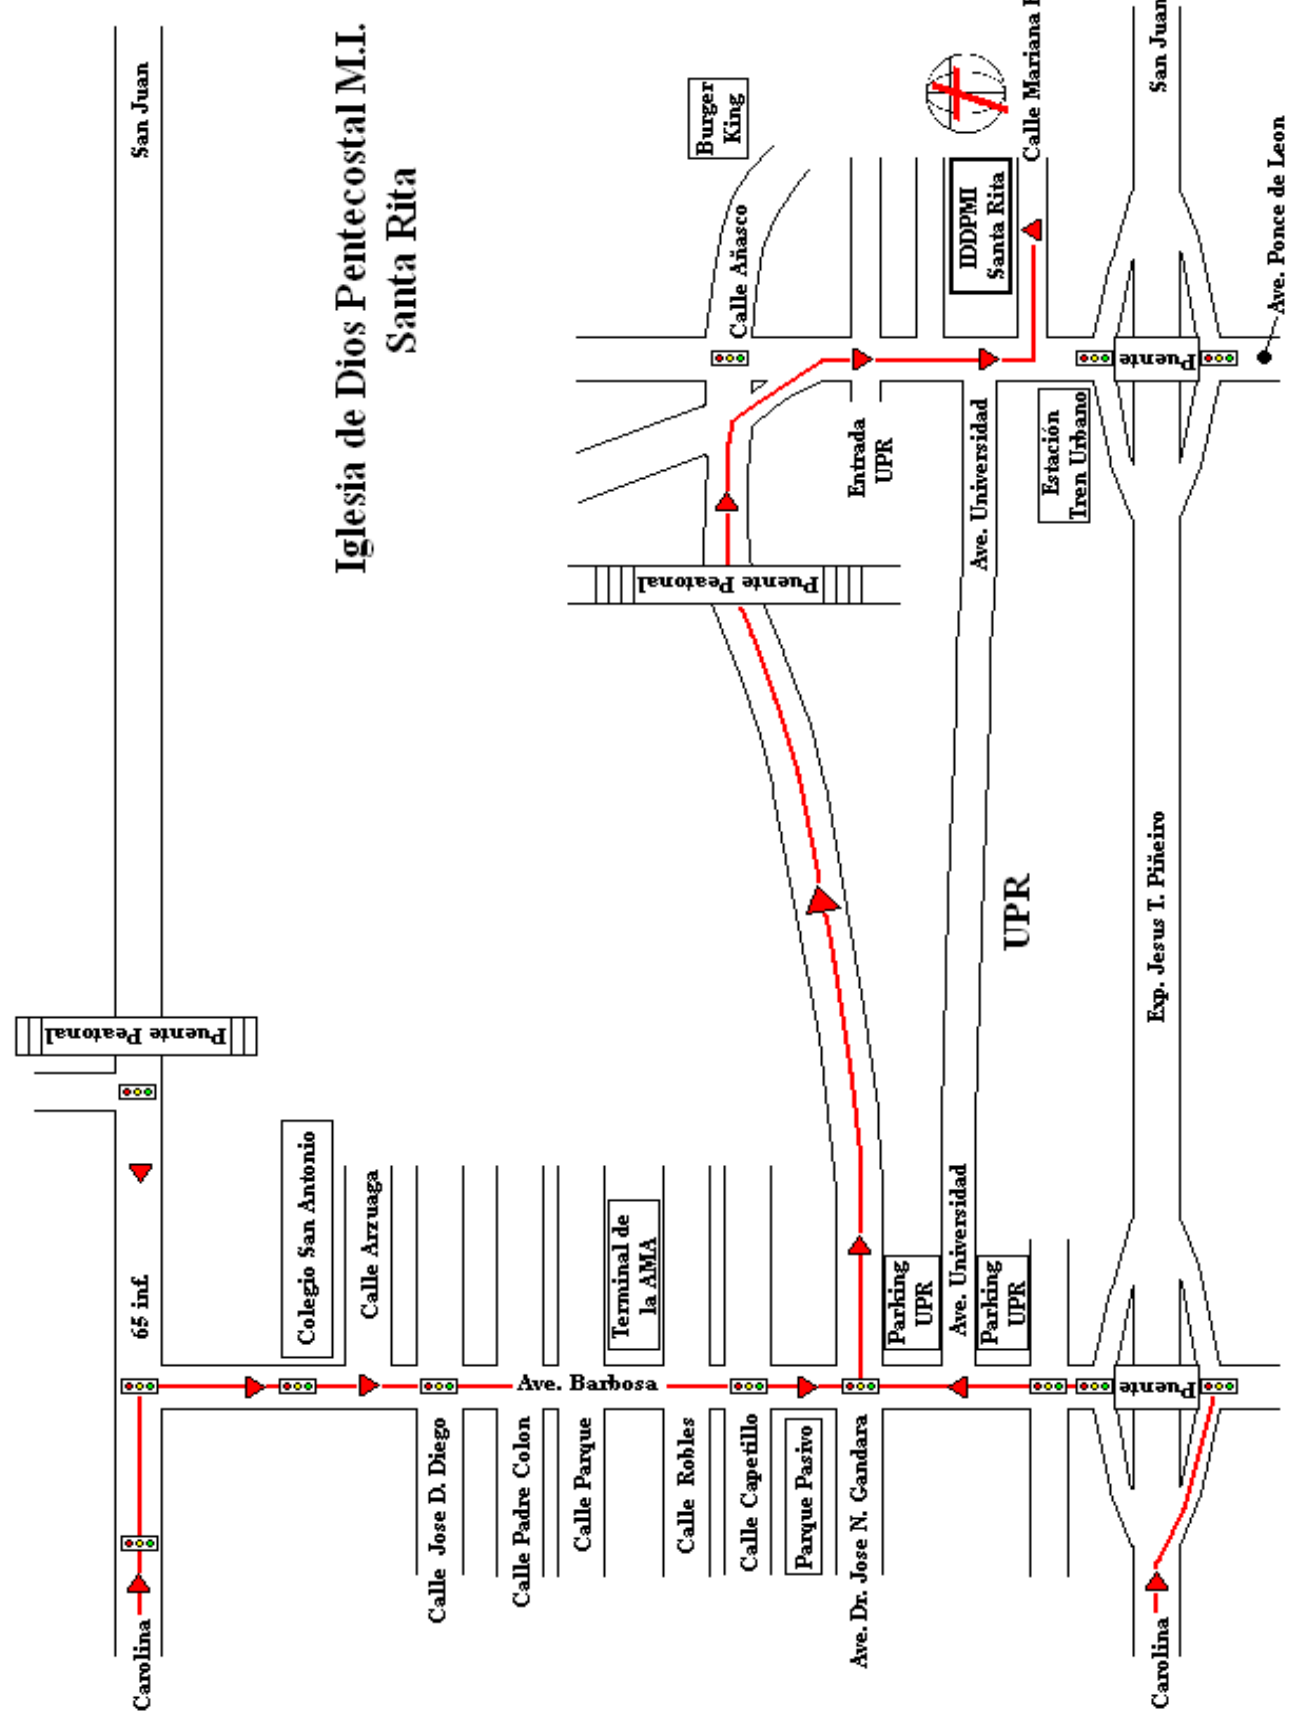 Iglesia de Dios Pentecostal M.I.
Santa Rita
Carolina
65 inf.
Puente Peatonal
San Juan
Colegio San Antonio
Calle Arzuaga
Calle Jose D. Diego
Calle Padre Colon
Ave. Barbosa
Calle Parque
Terminal de
la AMA
Calle Robles
Calle Capetillo
Parque Pasivo
Ave. Dr. Jose N. Gandara
Parking
UPR
Ave. Universidad
Parking
UPR
Puente
Carolina
Exp. Jesus T. Piñeiro
UPR
Puente Peatonal
Burger
King
Calle Añasco
Entrada
UPR
Ave. Universidad
IDDPMI
Santa Rita
Calle Mariana
Estación
Tren Urbano
Puente
San Juan
Ave. Ponce de Leon